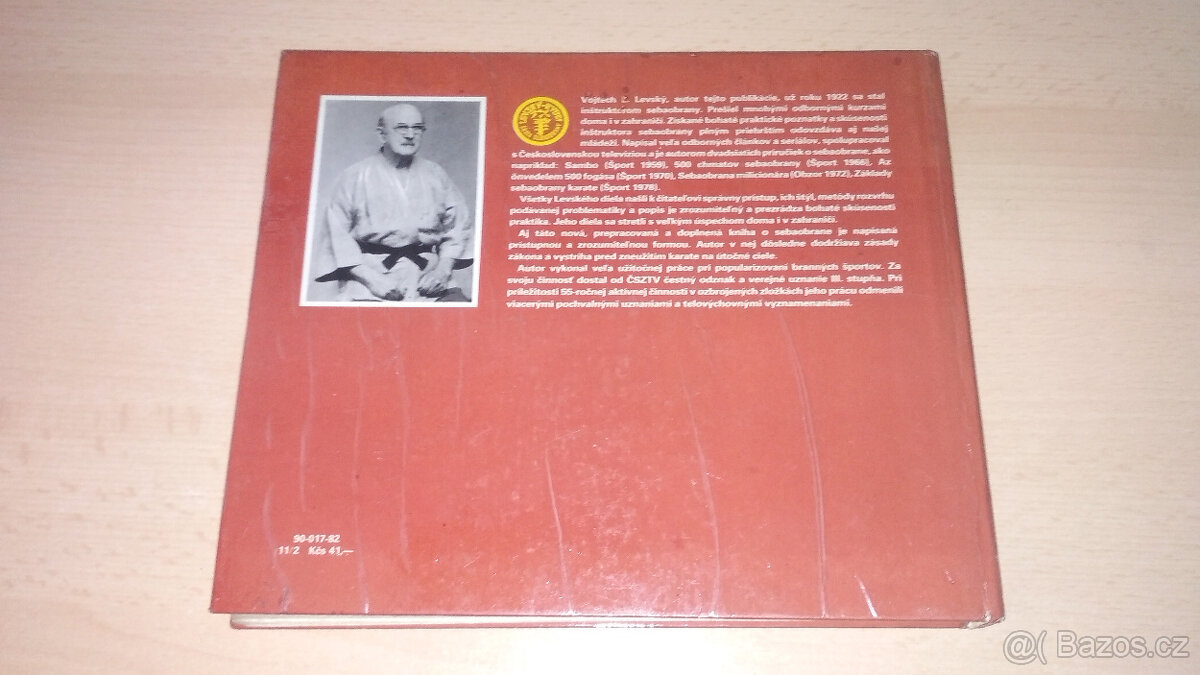 Vojtech Levský, autor tejto publikácie, už roku 1922 sa stal
inštruktorom sebaobrany. Prešiel mnohými odbornými kurzami
doma i v zahraničí. Získané bohaté praktické poznatky a skúsenosti
inštruktora sebaobrany plným priehrštím odovzdáva aj našej
mládeži. Napísal veľa odborných článkov a seriálov, spolupracoval
s Československou televíziou a je autorom dvadsiatich príručiek o sebaobrane, ako
napríklad: Sambo (Šport 1959), 500 chmatov sebaobrany (Šport 1966), Az
önvedelem 500 fogása (Šport 1970), Sebaobrana milicionára (Obzor 1972), Základy
sebaobrany karate (Šport 1978).
Všetky Levského diela našli k čitateľovi správny prístup, ich štýl, metódy rozvrhu
podávanej problematiky a popis je zrozumiteľný a prezrádza bohaté skúsenosti
praktika. Jeho diela sa stretli s veľkým úspechom doma i v zahraničí.
Aj táto nová, prepracovaná a doplnená kniha o sebaobrane je napísaná
prístupnou a zrozumiteľnou formou. Autor v nej dôsledne dodržiava zásady
zákona a vystríha pred zneužitím karate na útočné ciele.
Autor vykonal veľa užitočnej práce pri popularizovaní branných športov. Za
svoju činnosť dostal od ČSZTV čestný odznak a verejné uznanie III. stupňa. Pri
príležitosti 55-ročnej aktívnej činnosti v ozbrojených zložkách jeho prácu odmenili
viacerými pochvalnými uznaniami a telovýchovnými vyznamenaniami.
90-017-82
11/2 Kčs 41,—
@( Bazos.cz